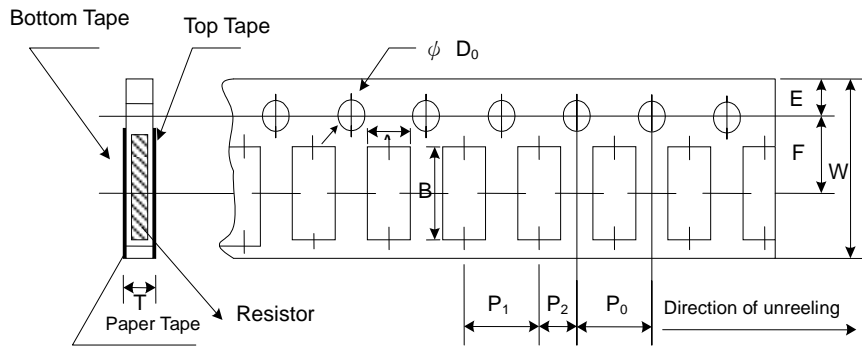 Bottom Tape
Top Tape
ψ D₀
E
F
W
B
T
Paper Tape
Resistor
P₁
P₂
P₀
Direction of unreeling